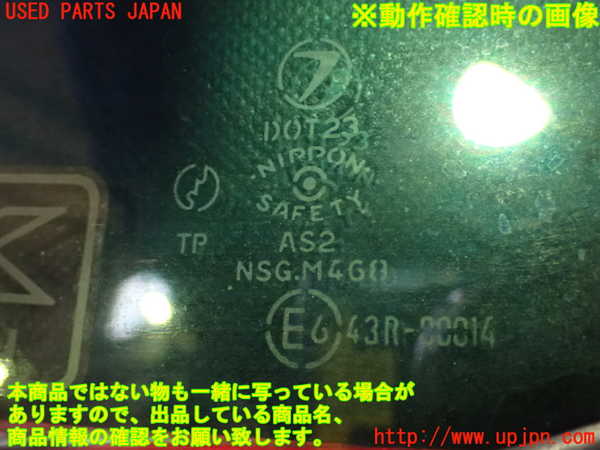 USED PARTS JAPAN
※動作確認時の画像
DOT23
NIPPON
SAFETY
TP
AS2
E6 43R-00014
本商品ではない物も一緒に写っている場合が
ありますので、出品している商品名、
商品情報の確認をお願い致します。
http://www.upjpn.com